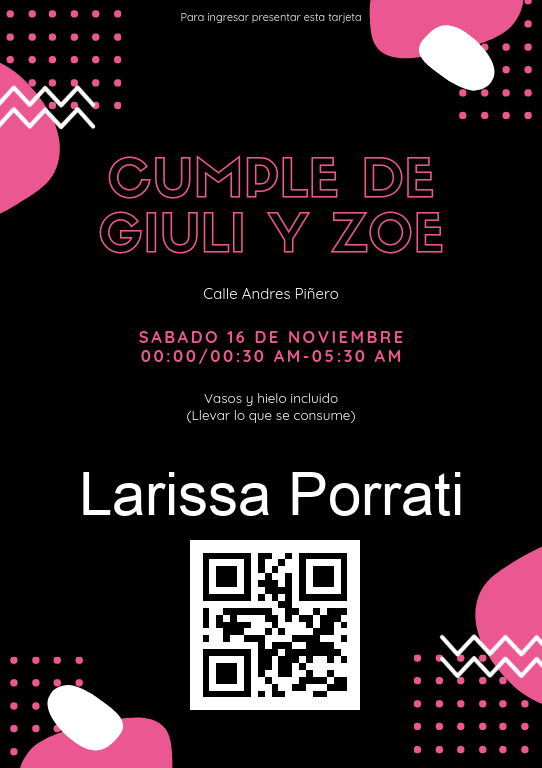 Para ingresar presentar esta tarjeta
CUMPLE DE
GIULI Y ZOE
Calle Andres Piñero
SABADO 16 DE NOVIEMBRE
00:00/00:30 AM-05:30 AM
Vasos y hielo incluido
(Llevar lo que se consume)
Larissa Porrati